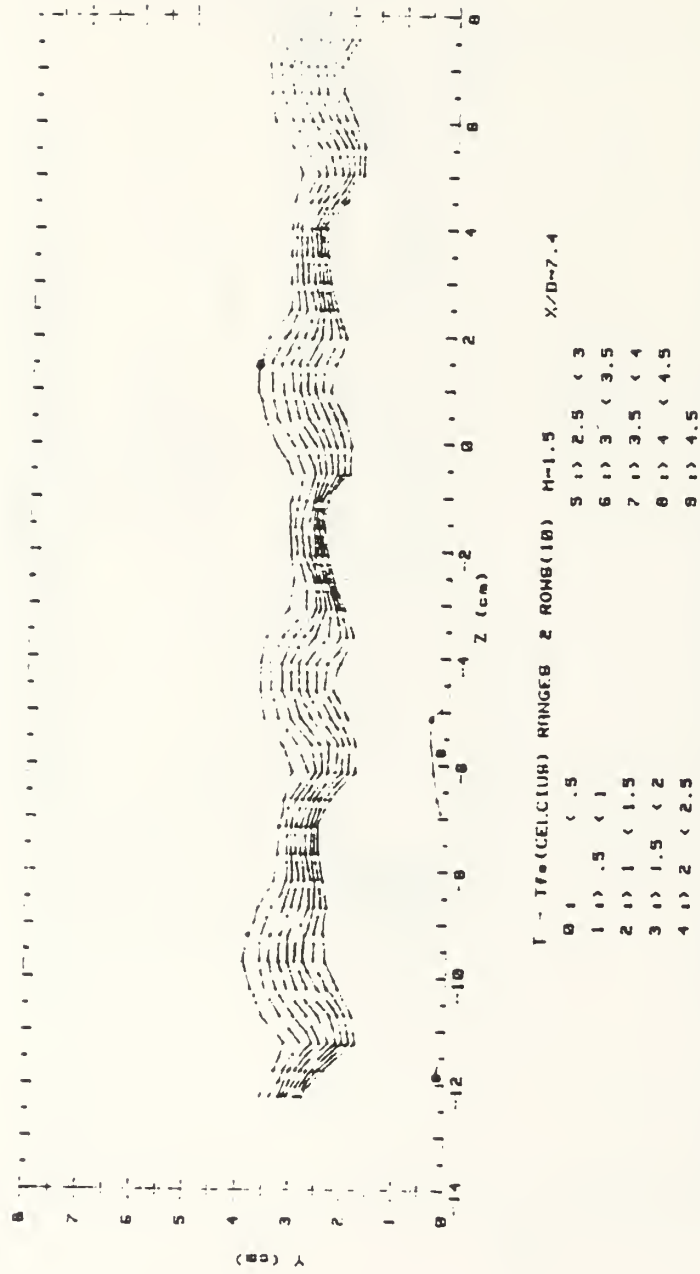 Y (cm)
8
7
6
5
4
3
2
1
0
-14 -12 -10 -8 -6 -4 -2 0 2 4 6 8
Z (cm)
T - Tfs(CELCIUS) RANGES 2 ROWS(10) M=1.5 X/D=7.4
0 : < .5
1 :> .5 < 1
2 :> 1 < 1.5
3 :> 1.5 < 2
4 :> 2 < 2.5
5 :> 2.5 < 3
6 :> 3 < 3.5
7 :> 3.5 < 4
8 :> 4 < 4.5
9 :> 4.5